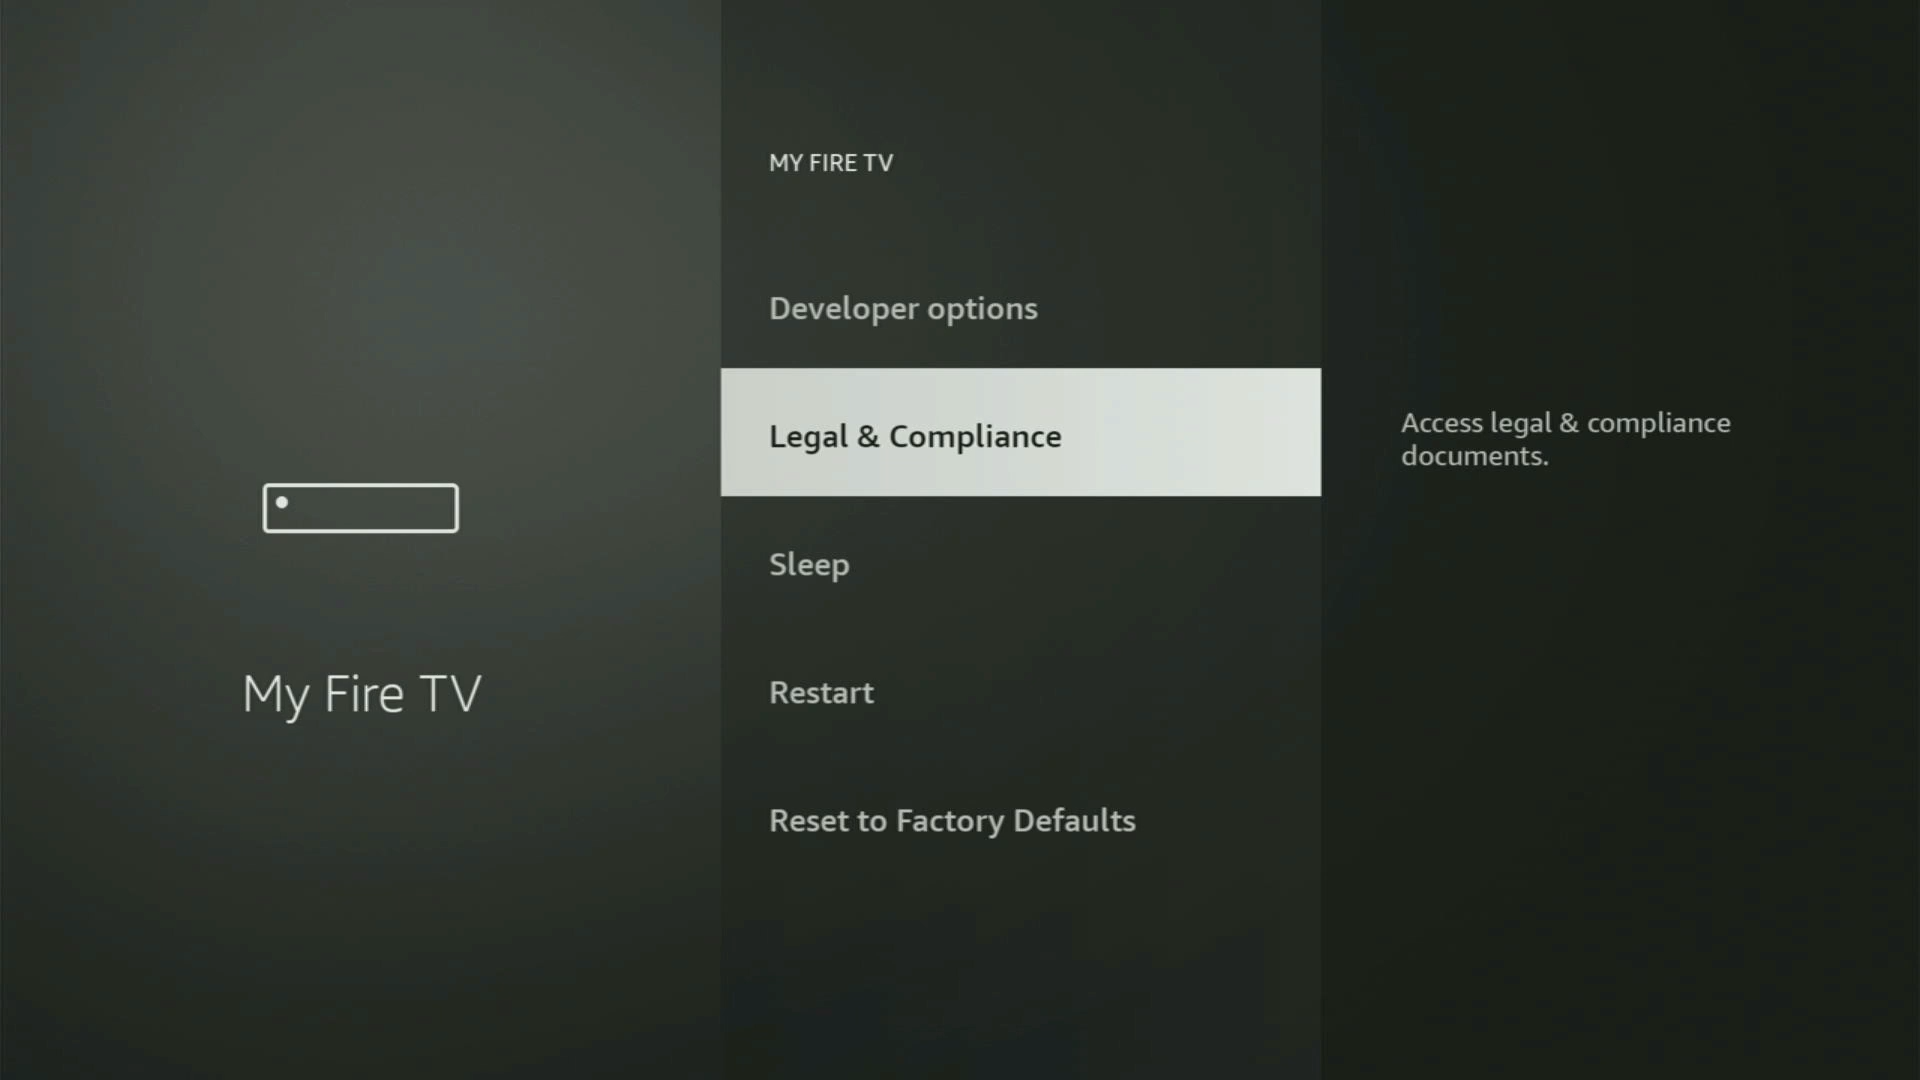 My Fire TV
MY FIRE TV
Developer options
Legal & Compliance
Sleep
Restart
Reset to Factory Defaults
Access legal & compliance
documents.